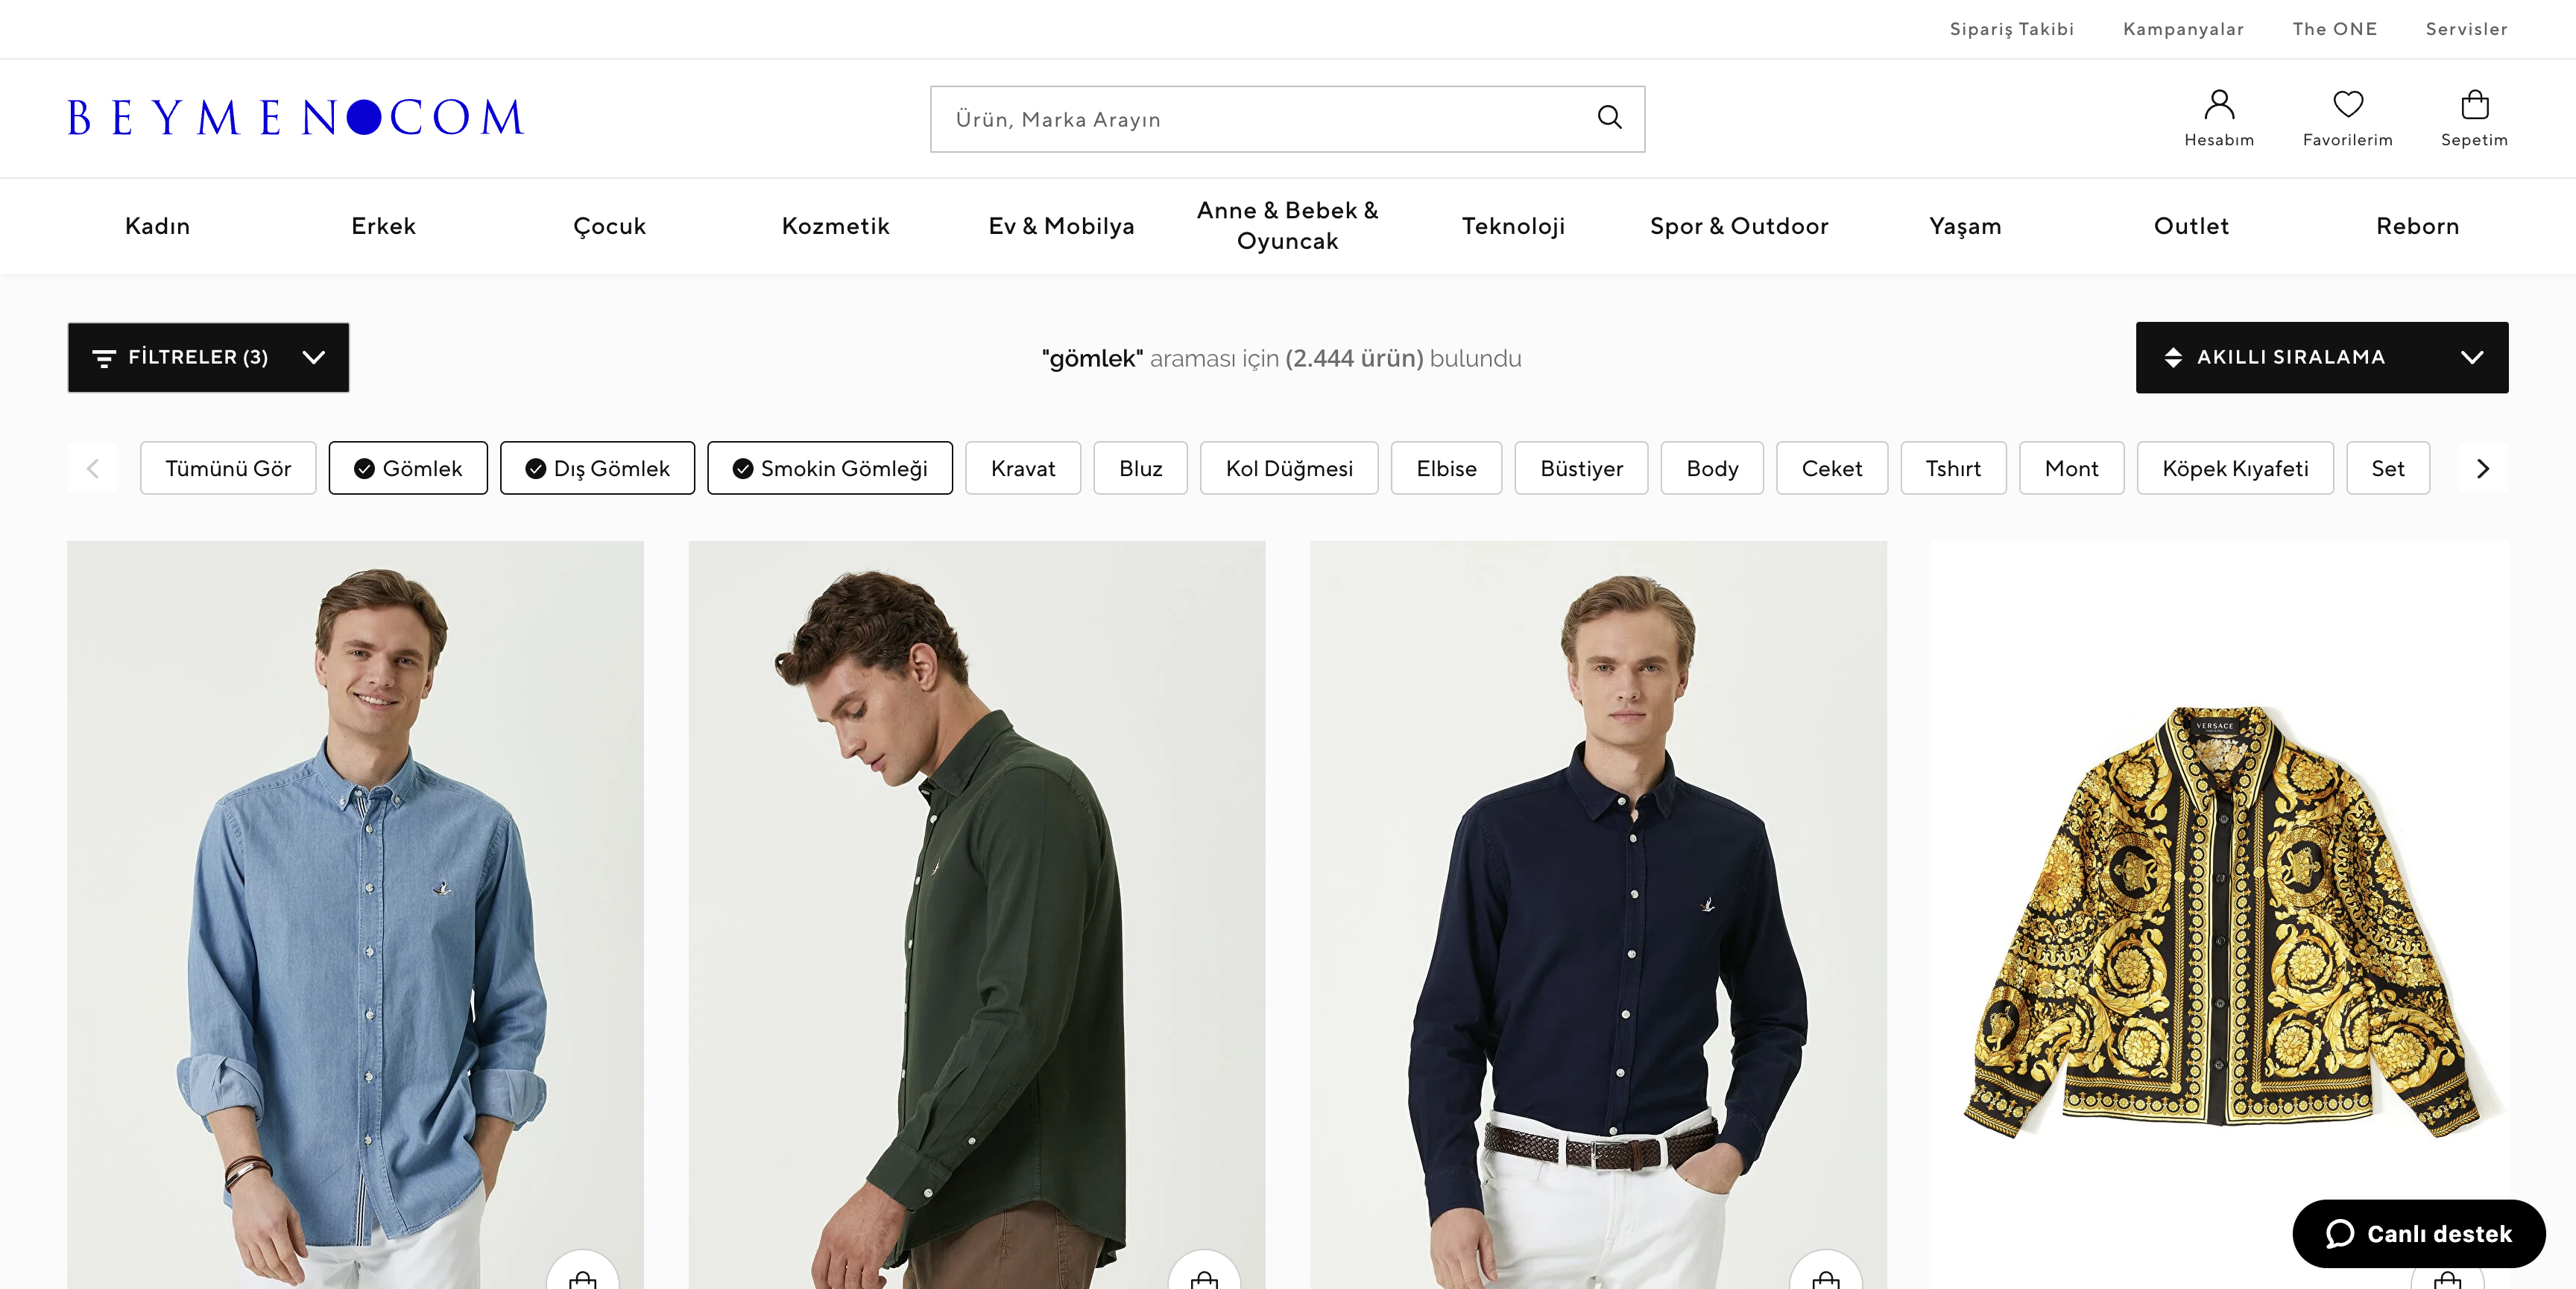 Sipariş Takibi Kampanyalar The ONE Servisler
BEYMEN●COM
Ürün, Marka Arayın
Hesabım Favorilerim Sepetim
Kadın Erkek Çocuk Kozmetik Ev & Mobilya Anne & Bebek & Oyuncak Teknoloji Spor & Outdoor Yaşam Outlet Reborn
FİLTRELER (3)
"gömlek" araması için (2.444 ürün) bulundu
AKILLI SIRALAMA
Tümünü Gör Gömlek Dış Gömlek Smokin Gömleği Kravat Bluz Kol Düğmesi Elbise Büstiyer Body Ceket Tshirt Mont Köpek Kıyafeti Set
VERSACE
Canlı destek